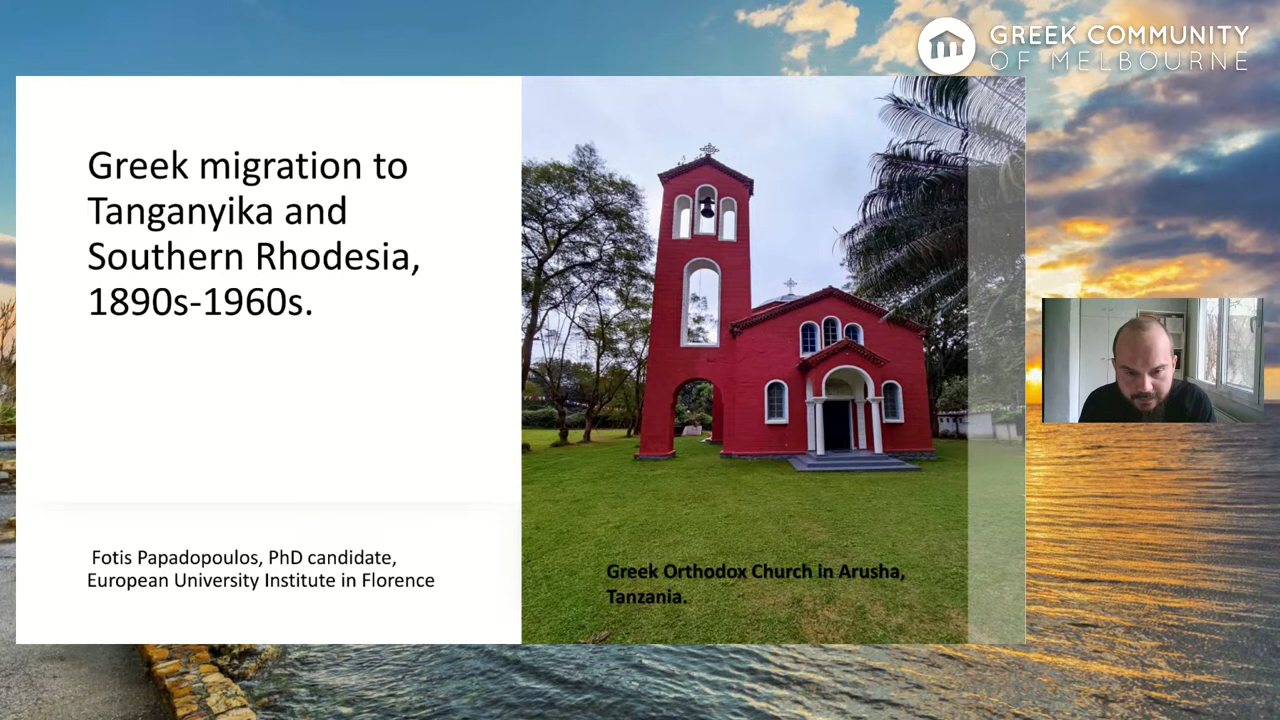 GREEK COMMUNITY
OF MELBOURNE
Greek migration to
Tanganyika and
Southern Rhodesia,
1890s-1960s.
Fotis Papadopoulos, PhD candidate,
European University Institute in Florence
Greek Orthodox Church in Arusha,
Tanzania.